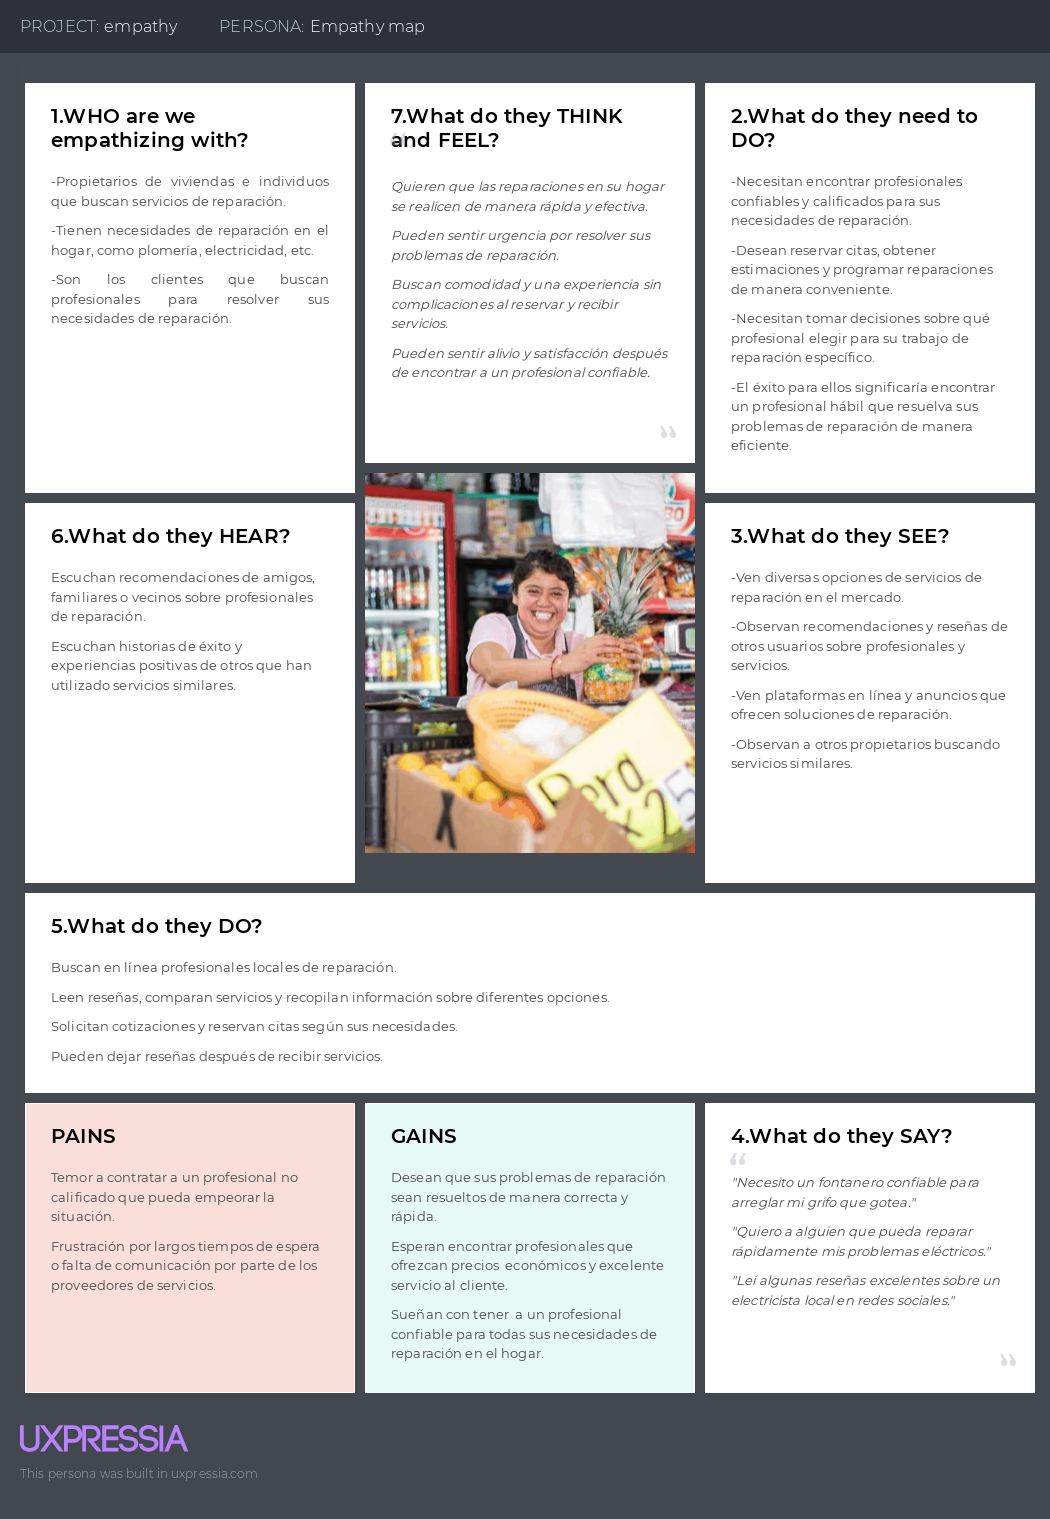 PROJECT: empathy PERSONA: Empathy map
1.WHO are we
empathizing with?
-Propietarios de viviendas e individuos
que buscan servicios de reparación.
-Tienen necesidades de reparación en el
hogar, como plomería, electricidad, etc.
-Son los clientes que buscan
profesionales para resolver sus
necesidades de reparación.
7.What do they THINK
and FEEL?
Quieren que las reparaciones en su hogar
se realicen de manera rápida y efectiva.
Pueden sentir urgencia por resolver sus
problemas de reparación.
Buscan comodidad y una experiencia sin
complicaciones al reservar y recibir
servicios.
Pueden sentir alivio y satisfacción después
de encontrar a un profesional confiable.
2.What do they need to
DO?
-Necesitan encontrar profesionales
confiables y calificados para sus
necesidades de reparación.
-Desean reservar citas, obtener
estimaciones y programar reparaciones
de manera conveniente.
-Necesitan tomar decisiones sobre qué
profesional elegir para su trabajo de
reparación específico.
-El éxito para ellos significaría encontrar
un profesional hábil que resuelva sus
problemas de reparación de manera
eficiente.
6.What do they HEAR?
Escuchan recomendaciones de amigos,
familiares o vecinos sobre profesionales
de reparación.
Escuchan historias de éxito y
experiencias positivas de otros que han
utilizado servicios similares.
Pera
x25
3.What do they SEE?
-Ven diversas opciones de servicios de
reparación en el mercado.
-Observan recomendaciones y reseñas de
otros usuarios sobre profesionales y
servicios.
-Ven plataformas en línea y anuncios que
ofrecen soluciones de reparación.
-Observan a otros propietarios buscando
servicios similares.
5.What do they DO?
Buscan en línea profesionales locales de reparación.
Leen reseñas, comparan servicios y recopilan información sobre diferentes opciones.
Solicitan cotizaciones y reservan citas según sus necesidades.
Pueden dejar reseñas después de recibir servicios.
PAINS
Temor a contratar a un profesional no
calificado que pueda empeorar la
situación.
Frustración por largos tiempos de espera
o falta de comunicación por parte de los
proveedores de servicios.
GAINS
Desean que sus problemas de reparación
sean resueltos de manera correcta y
rápida.
Esperan encontrar profesionales que
ofrezcan precios económicos y excelente
servicio al cliente.
Sueñan con tener a un profesional
confiable para todas sus necesidades de
reparación en el hogar.
4.What do they SAY?
"Necesito un fontanero confiable para
arreglar mi grifo que gotea."
"Quiero a alguien que pueda reparar
rápidamente mis problemas eléctricos."
"Leí algunas reseñas excelentes sobre un
electricista local en redes sociales."
UXPRESSIA
This persona was built in uxpressia.com